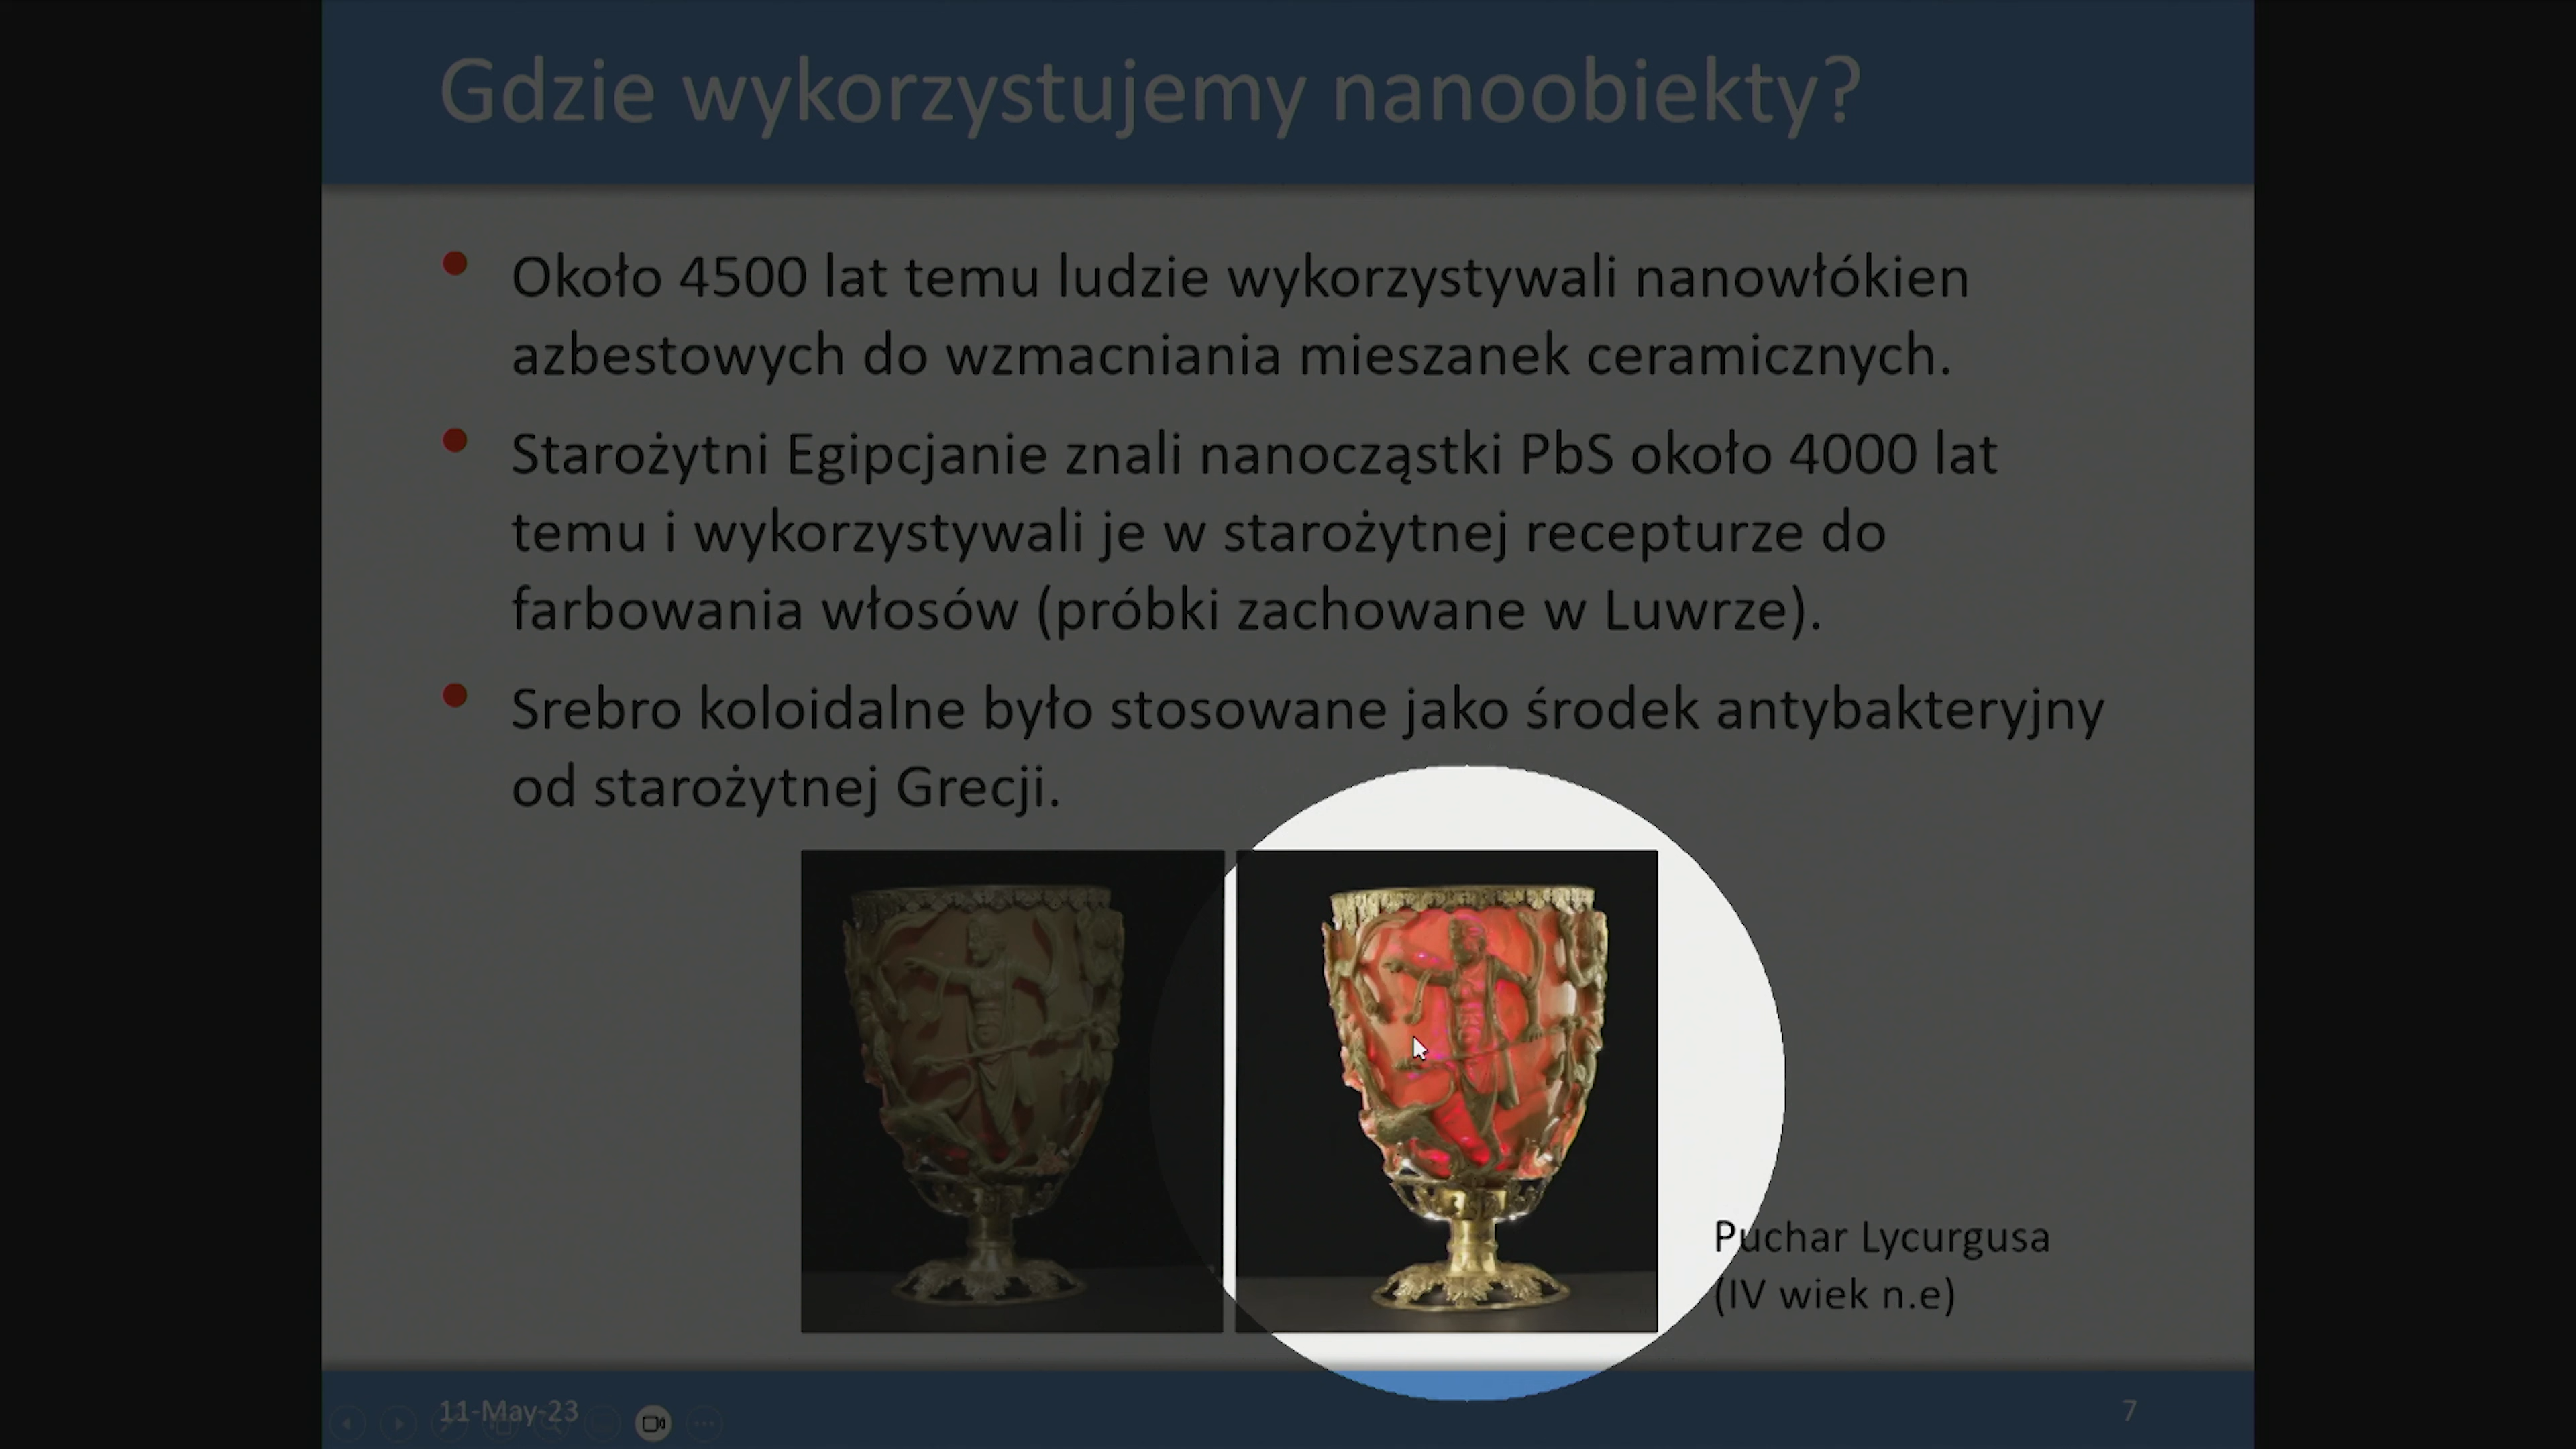 Gdzie wykorzystujemy nanoobiekty?
Około 4500 lat temu ludzie wykorzystywali nanowłókien
azbestowych do wzmacniania mieszanek ceramicznych.
Starożytni Egipcjanie znali nanocząstki PbS około 4000 lat
temu i wykorzystywali je w starożytnej recepturze do
farbowania włosów (próbki zachowane w Luwrze).
Srebro koloidalne było stosowane jako środek antybakteryjny
od starożytnej Grecji.
Puchar Lycurgusa
(IV wiek n.e)
11-May-23
7